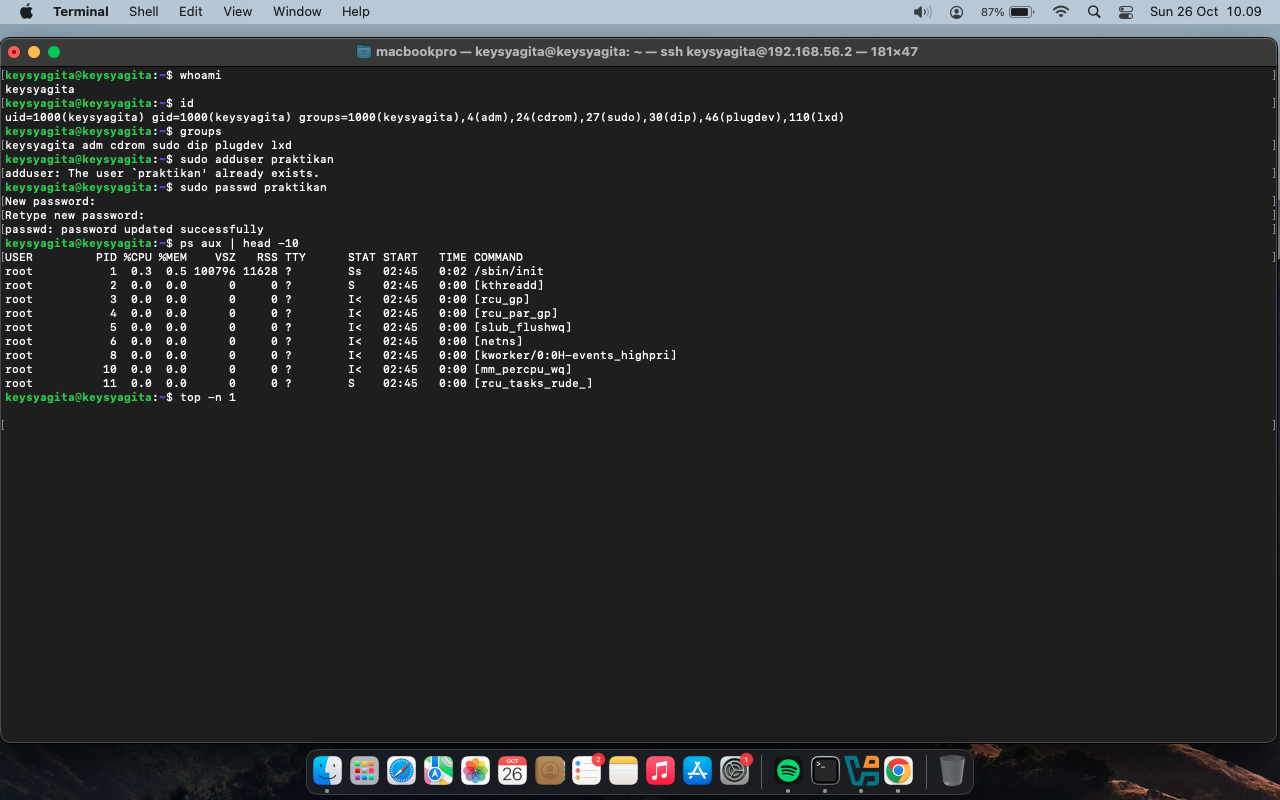 Terminal Shell Edit View Window Help 87% Sun 26 Oct 10.09
macbookpro — keysyagita@keysyagita: ~ — ssh keysyagita@192.168.56.2 — 181×47
[keysyagita@keysyagita:~$ whoami ]
keysyagita
[keysyagita@keysyagita:~$ id ]
uid=1000(keysyagita) gid=1000(keysyagita) groups=1000(keysyagita),4(adm),24(cdrom),27(sudo),30(dip),46(plugdev),110(lxd)
keysyagita@keysyagita:~$ groups
[keysyagita adm cdrom sudo dip plugdev lxd ]
keysyagita@keysyagita:~$ sudo adduser praktikan
[adduser: The user `praktikan' already exists. ]
keysyagita@keysyagita:~$ sudo passwd praktikan
[New password: ]
[Retype new password: ]
[passwd: password updated successfully ]
keysyagita@keysyagita:~$ ps aux | head -10
[USER PID %CPU %MEM VSZ RSS TTY STAT START TIME COMMAND ]
root 1 0.3 0.5 100796 11628 ? Ss 02:45 0:02 /sbin/init
root 2 0.0 0.0 0 0 ? S 02:45 0:00 [kthreadd]
root 3 0.0 0.0 0 0 ? I< 02:45 0:00 [rcu_gp]
root 4 0.0 0.0 0 0 ? I< 02:45 0:00 [rcu_par_gp]
root 5 0.0 0.0 0 0 ? I< 02:45 0:00 [slub_flushwq]
root 6 0.0 0.0 0 0 ? I< 02:45 0:00 [netns]
root 8 0.0 0.0 0 0 ? I< 02:45 0:00 [kworker/0:0H-events_highpri]
root 10 0.0 0.0 0 0 ? I< 02:45 0:00 [mm_percpu_wq]
root 11 0.0 0.0 0 0 ? S 02:45 0:00 [rcu_tasks_rude_]
keysyagita@keysyagita:~$ top -n 1
[ ]
OCT
26
2
1